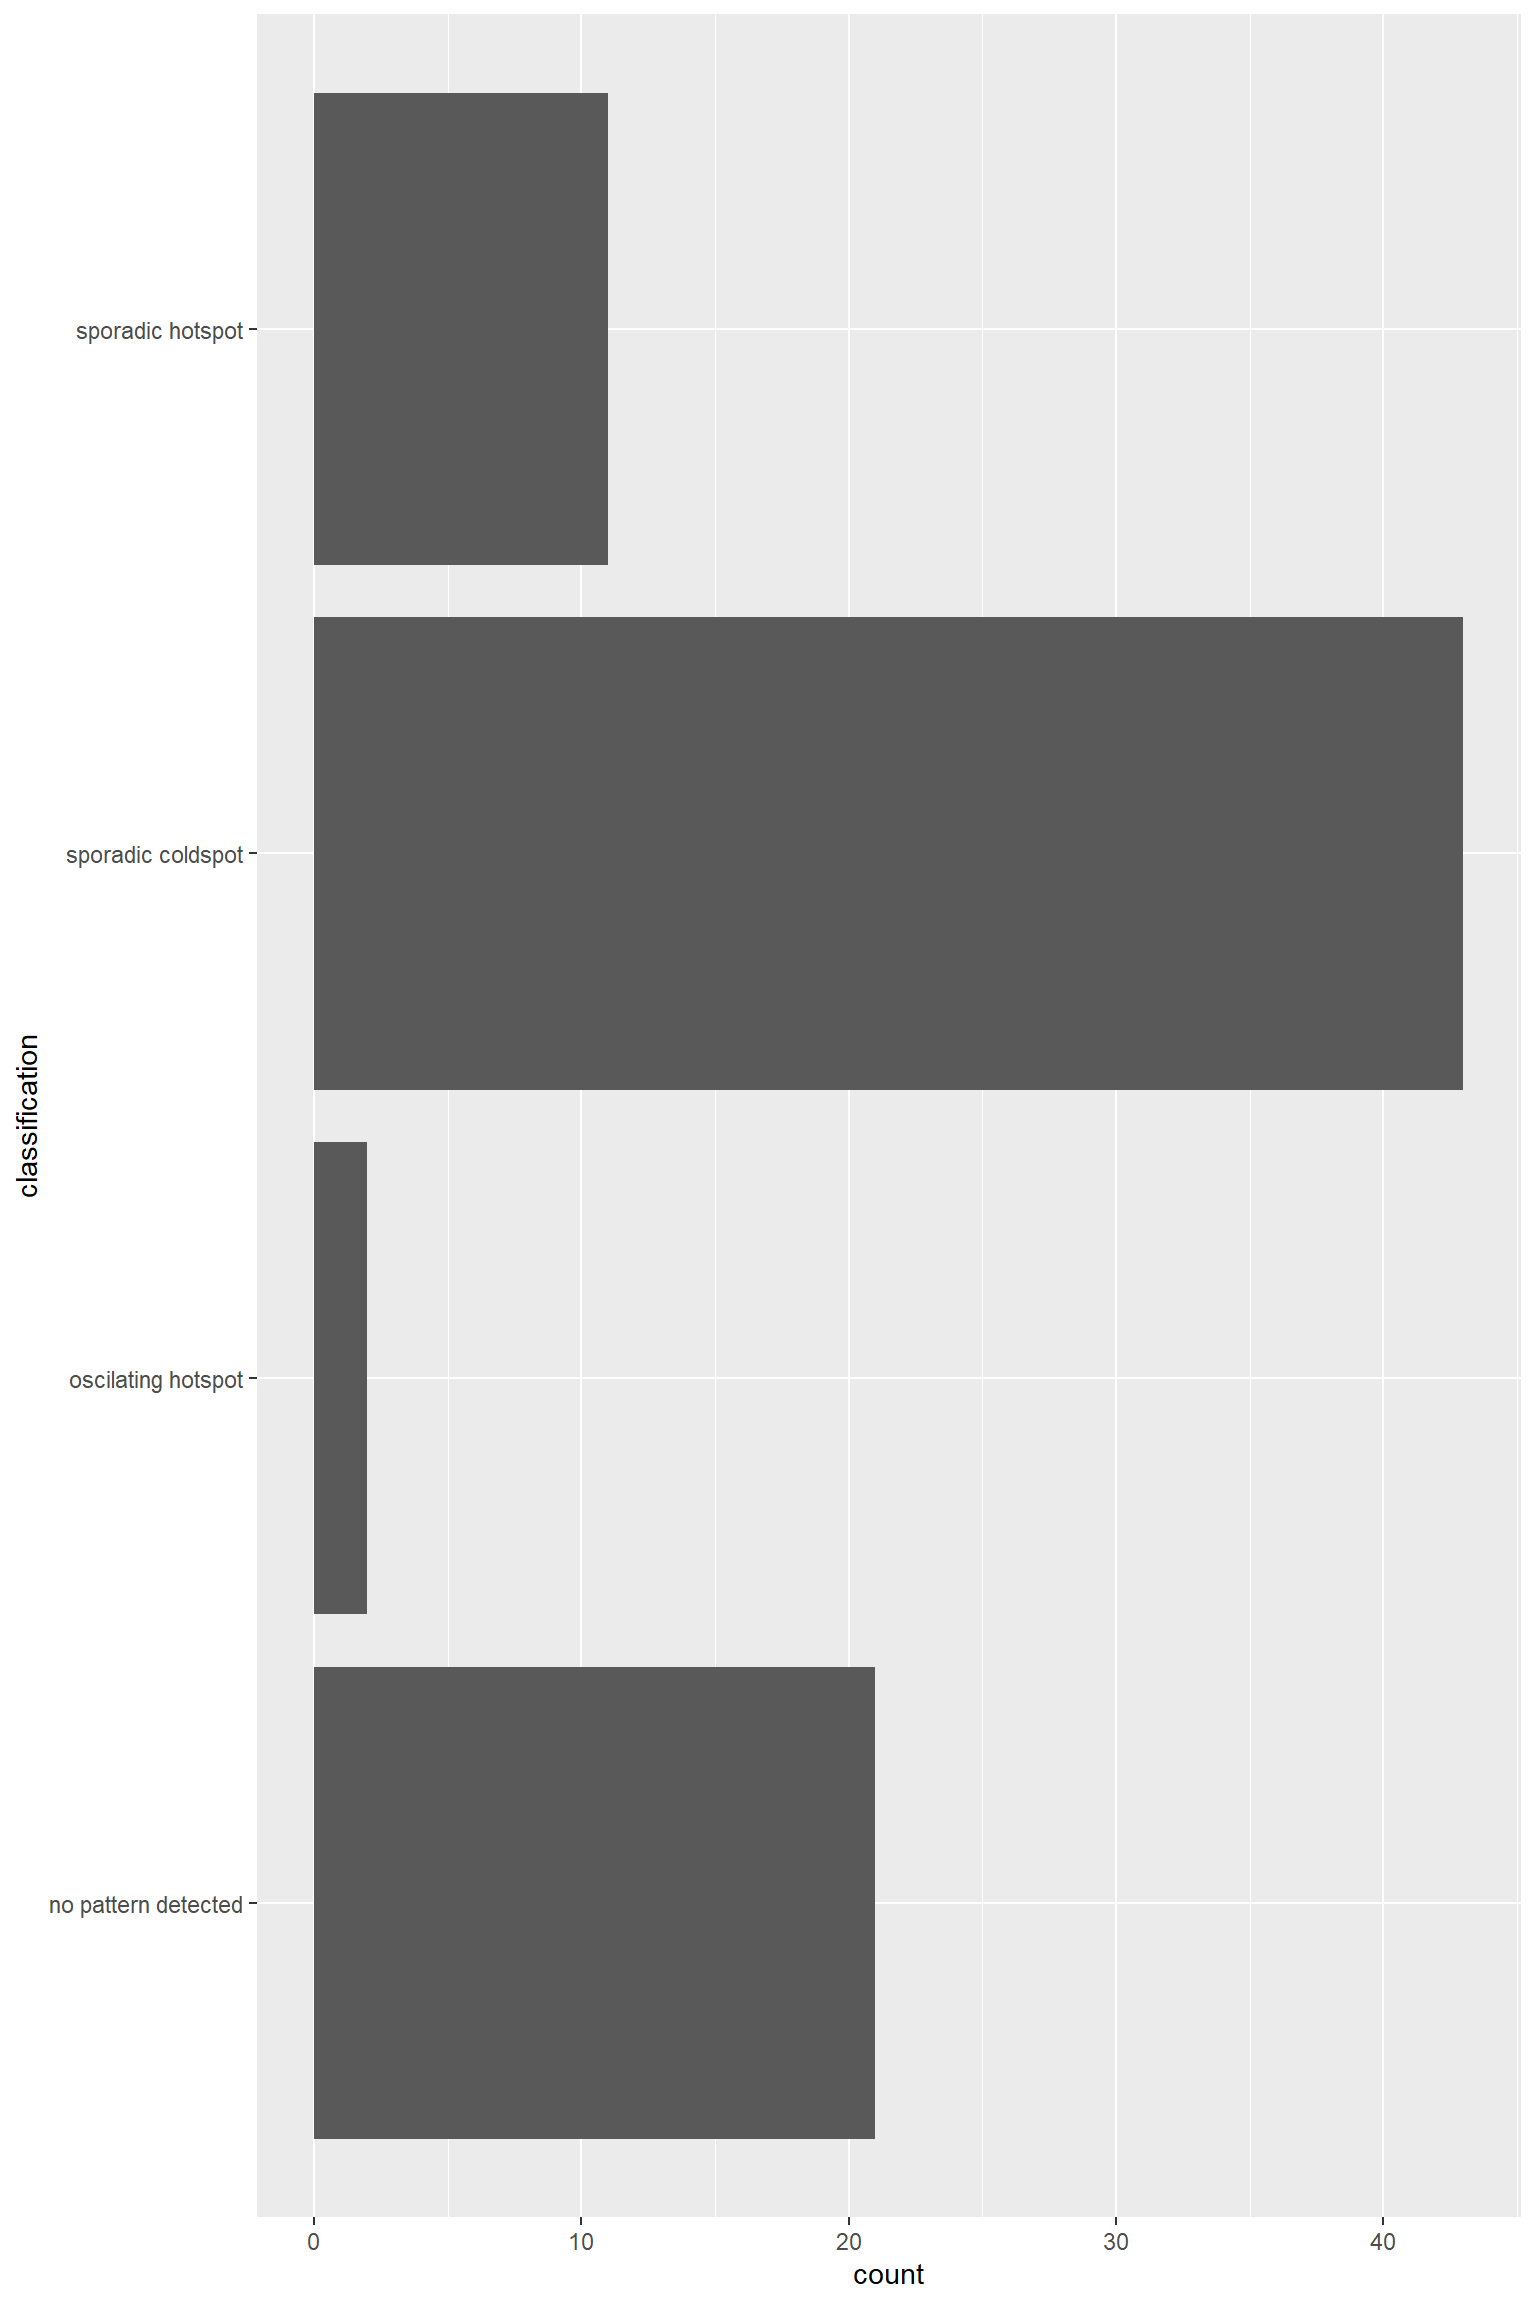 sporadic hotspot
sporadic coldspot
oscilating hotspot
no pattern detected
classification
0 10 20 30 40
count